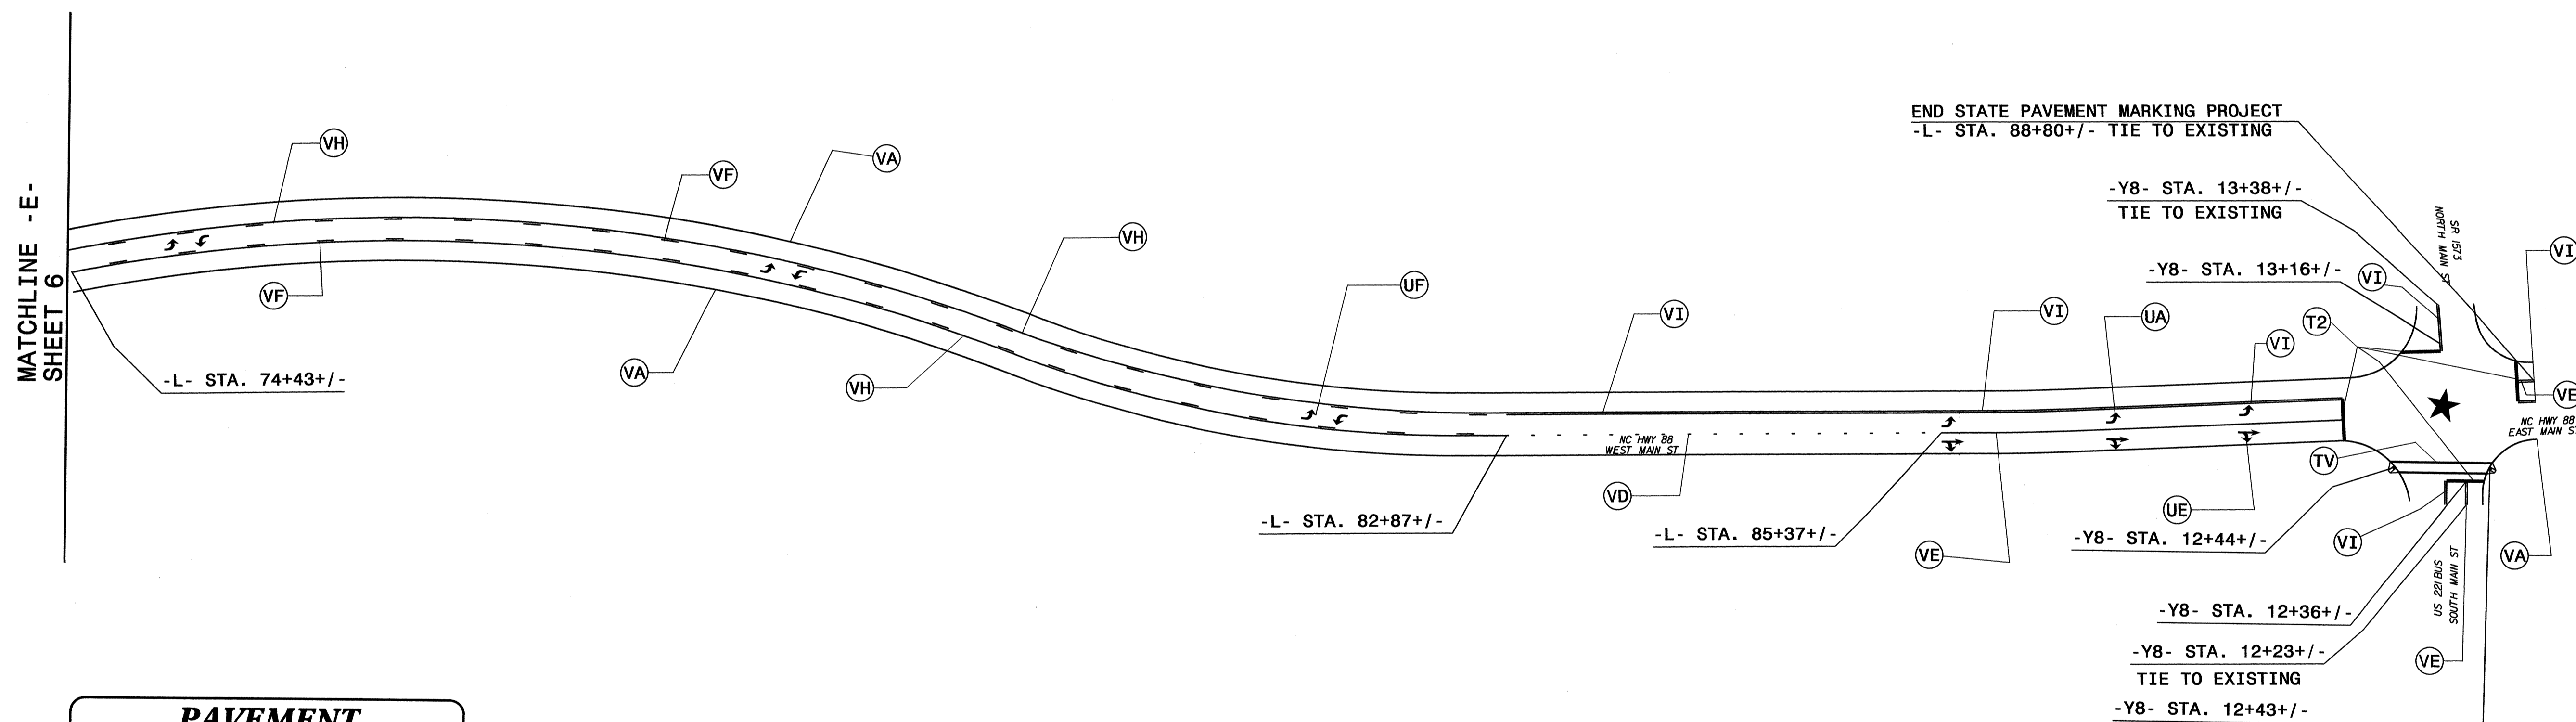 MATCHLINE -E-
SHEET 6
VH
VF
VA
VH
VF
VA
VH
-L- STA. 74+43+/-
UF
VI
-L- STA. 82+87+/-
NC HWY 88
WEST MAIN ST
VD
-L- STA. 85+37+/-
VE
END STATE PAVEMENT MARKING PROJECT
-L- STA. 88+80+/- TIE TO EXISTING
-Y8- STA. 13+38+/-
TIE TO EXISTING
-Y8- STA. 13+16+/-
SR 1573
NORTH MAIN ST
VI
VI
VI
UA
VI
T2
VE
NC HWY 88
EAST MAIN
TV
UE
VI
VA
-Y8- STA. 12+44+/-
US 221 BUS
SOUTH MAIN ST
-Y8- STA. 12+36+/-
-Y8- STA. 12+23+/-
TIE TO EXISTING
VE
-Y8- STA. 12+43+/-
PAVEMENT